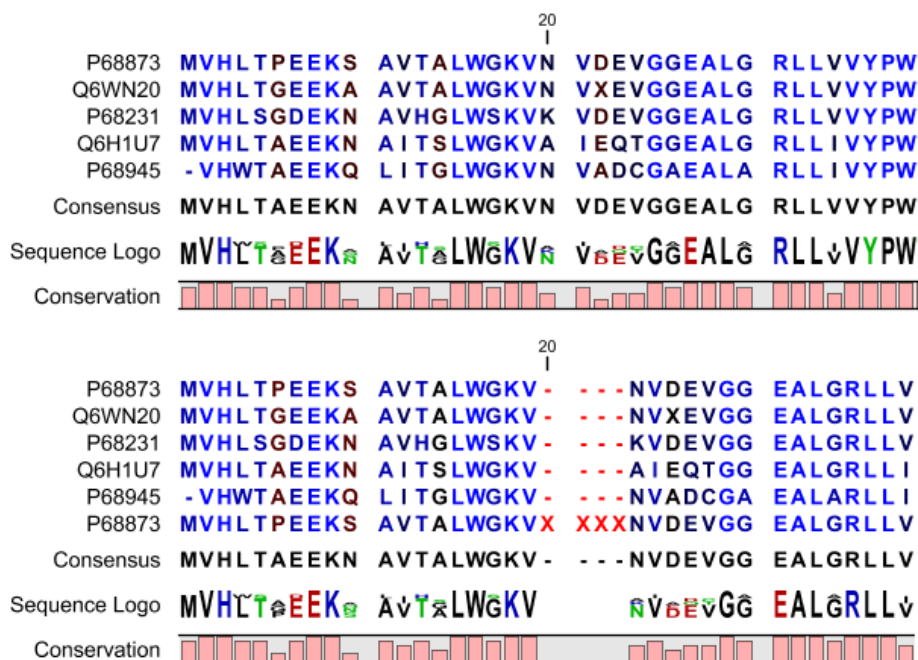 20
P68873 MVHLTPEEKS AVTALWGKVN VDEVGGEALG RLLVVYPW
Q6WN20 MVHLTGEEKA AVTALWGKVN VXEVGGEALG RLLVVYPW
P68231 MVHLSGDEKN AVHGLWSKVK VDEVGGEALG RLLVVYPW
Q6H1U7 MVHLTAEEKN AITSLWGKVA IEQTGGEALG RLLIVYPW
P68945 -VHWTAEEKQ LITGLWGKVN VADCGAEALA RLLIVYPW
Consensus MVHLTAEEKN AVTALWGKVN VDEVGGEALG RLLVVYPW
Sequence Logo
Conservation
20
P68873 MVHLTPEEKS AVTALWGKV- ---NVDEVGG EALGRLLV
Q6WN20 MVHLTGEEKA AVTALWGKV- ---NVXEVGG EALGRLLV
P68231 MVHLSGDEKN AVHGLWSKV- ---KVDEVGG EALGRLLV
Q6H1U7 MVHLTAEEKN AITSLWGKV- ---AIEQTGG EALGRLLI
P68945 -VHWTAEEKQ LITGLWGKV- ---NVADCGA EALARLLI
P68873 MVHLTPEEKS AVTALWGKVX XXXNVDEVGG EALGRLLV
Consensus MVHLTAEEKN AVTALWGKV- ---NVDEVGG EALGRLLV
Sequence Logo
Conservation